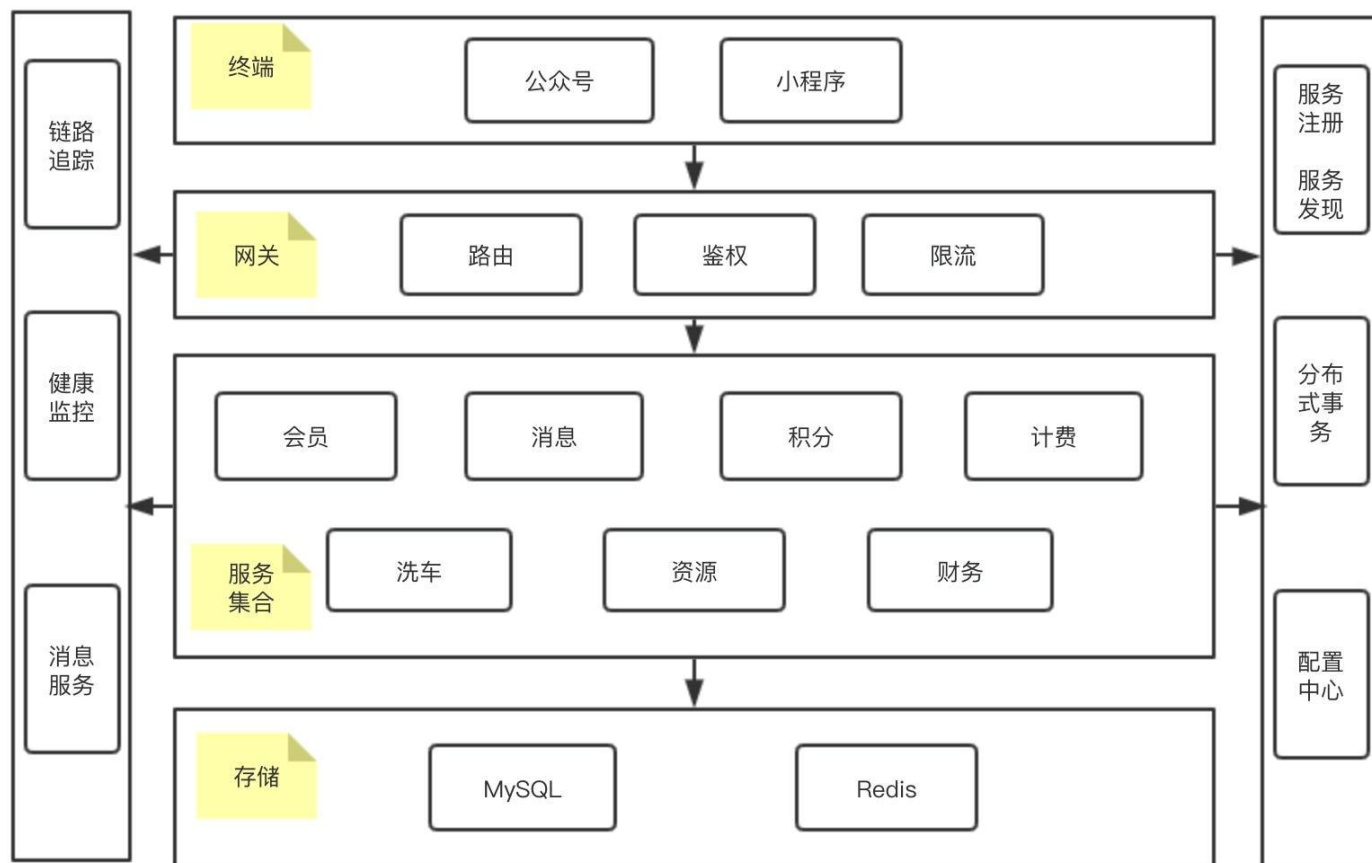 链路
追踪
健康
监控
消息
服务
终端
公众号
小程序
网关
路由
鉴权
限流
会员
消息
积分
计费
服务
集合
洗车
资源
财务
存储
MySQL
Redis
服务
注册
服务
发现
分布
式事
务
配置
中心